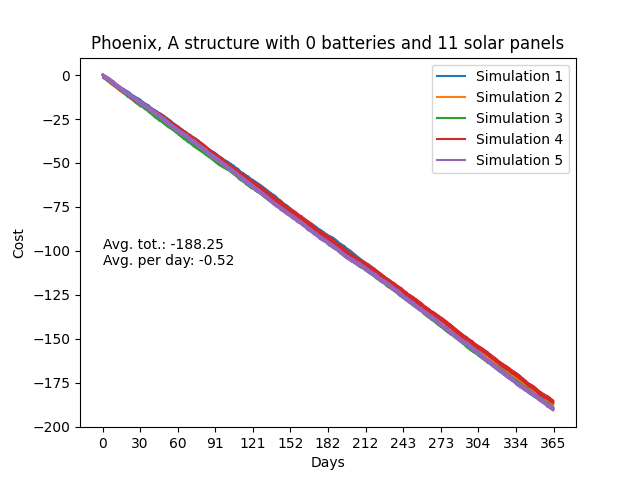 Phoenix, A structure with 0 batteries and 11 solar panels
0
−25
−50
−75
−100
−125
−150
−175
−200
Cost
Simulation 1
Simulation 2
Simulation 3
Simulation 4
Simulation 5
Avg. tot.: -188.25
Avg. per day: -0.52
0 30 60 91 121 152 182 212 243 273 304 334 365
Days